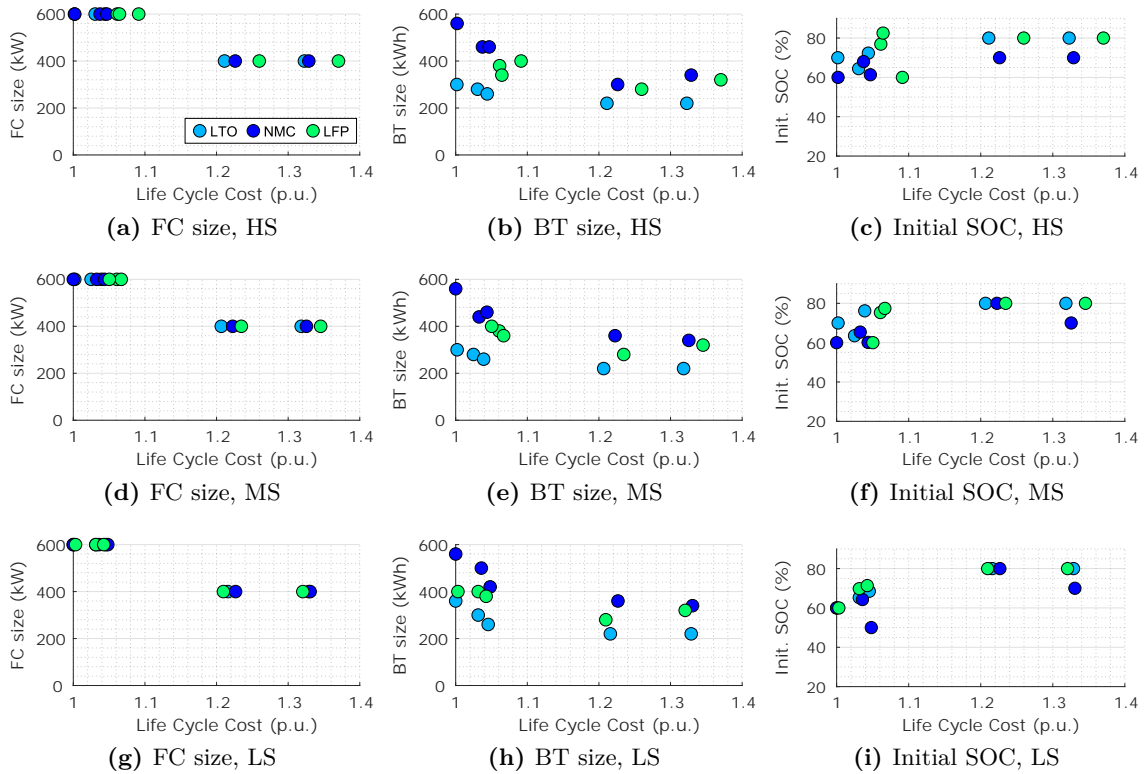 FC size (kW)
600
400
200
0
1
1.1
1.2
1.3
1.4
LTO NMC LFP
Life Cycle Cost (p.u.)
(a) FC size, HS
BT size (kWh)
600
400
200
0
1
1.1
1.2
1.3
1.4
Life Cycle Cost (p.u.)
(b) BT size, HS
Init. SOC (%)
80
60
40
20
1
1.1
1.2
1.3
1.4
Life Cycle Cost (p.u.)
(c) Initial SOC, HS
FC size (kW)
600
400
200
0
1
1.1
1.2
1.3
1.4
Life Cycle Cost (p.u.)
(d) FC size, MS
BT size (kWh)
600
400
200
0
1
1.1
1.2
1.3
1.4
Life Cycle Cost (p.u.)
(e) BT size, MS
Init. SOC (%)
80
60
40
20
1
1.1
1.2
1.3
1.4
Life Cycle Cost (p.u.)
(f) Initial SOC, MS
FC size (kW)
600
400
200
0
1
1.1
1.2
1.3
1.4
Life Cycle Cost (p.u.)
(g) FC size, LS
BT size (kWh)
600
400
200
0
1
1.1
1.2
1.3
1.4
Life Cycle Cost (p.u.)
(h) BT size, LS
Init. SOC (%)
80
60
40
20
1
1.1
1.2
1.3
1.4
Life Cycle Cost (p.u.)
(i) Initial SOC, LS